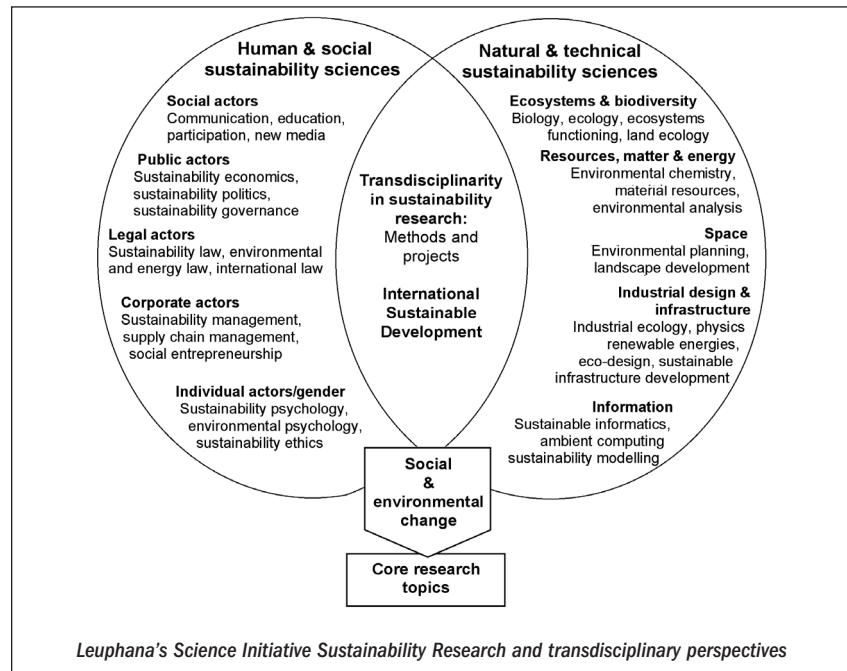 Human & social
sustainability sciences
Social actors
Communication, education,
participation, new media
Public actors
Sustainability economics,
sustainability politics,
sustainability governance
Legal actors
Sustainability law, environmental
and energy law, international law
Corporate actors
Sustainability management,
supply chain management,
social entrepreneurship
Individual actors/gender
Sustainability psychology,
environmental psychology,
sustainability ethics
Transdisciplinarity
in sustainability
research:
Methods and
projects
International
Sustainable
Development
Natural & technical
sustainability sciences
Ecosystems & biodiversity
Biology, ecology, ecosystems
functioning, land ecology
Resources, matter & energy
Environmental chemistry,
material resources,
environmental analysis
Space
Environmental planning,
landscape development
Industrial design &
infrastructure
Industrial ecology, physics
renewable energies,
eco-design, sustainable
infrastructure development
Information
Sustainable informatics,
ambient computing
sustainability modelling
Social
&
environmental
change
Core research
topics
Leuphana's Science Initiative Sustainability Research and transdisciplinary perspectives